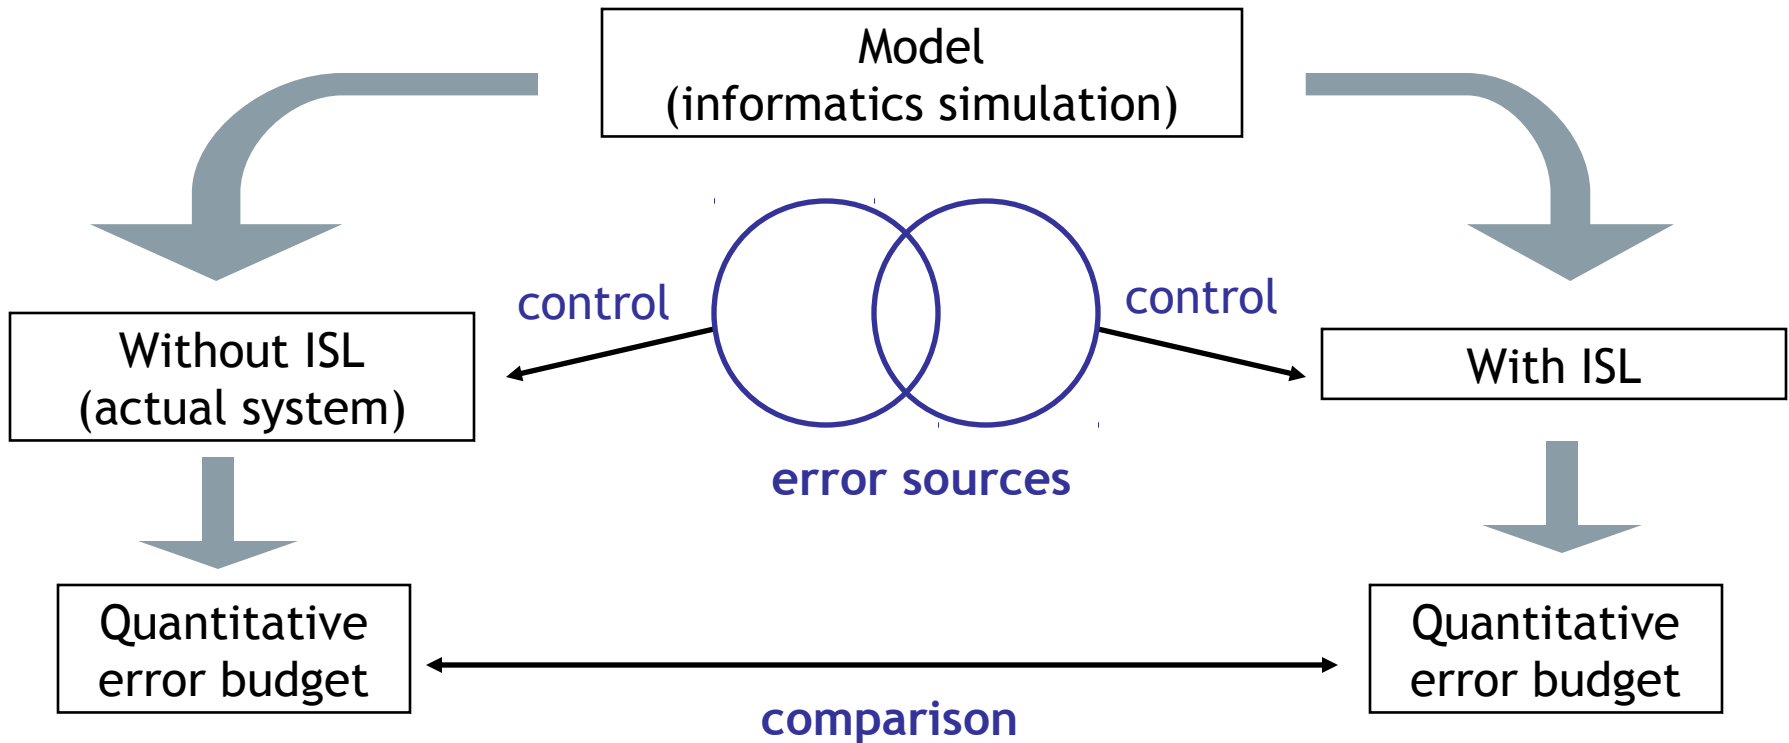 Model
(informatics simulation)
control
control
Without ISL
(actual system)
With ISL
error sources
Quantitative
error budget
Quantitative
error budget
comparison